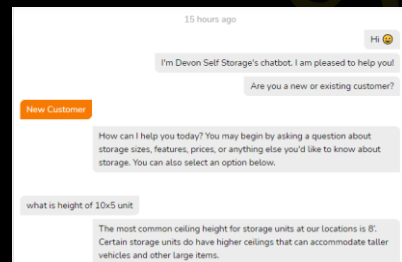 15 hours ago
Hi 😀
I'm Devon Self Storage's chatbot. I am pleased to help you!
Are you a new or existing customer?
New Customer
How can I help you today? You may begin by asking a question about
storage sizes, features, prices, or anything else you'd like to know about
storage. You can also select an option below.
what is height of 10x5 unit
The most common ceiling height for storage units at our locations is 8'.
Certain storage units do have higher ceilings that can accommodate taller
vehicles and other large items.